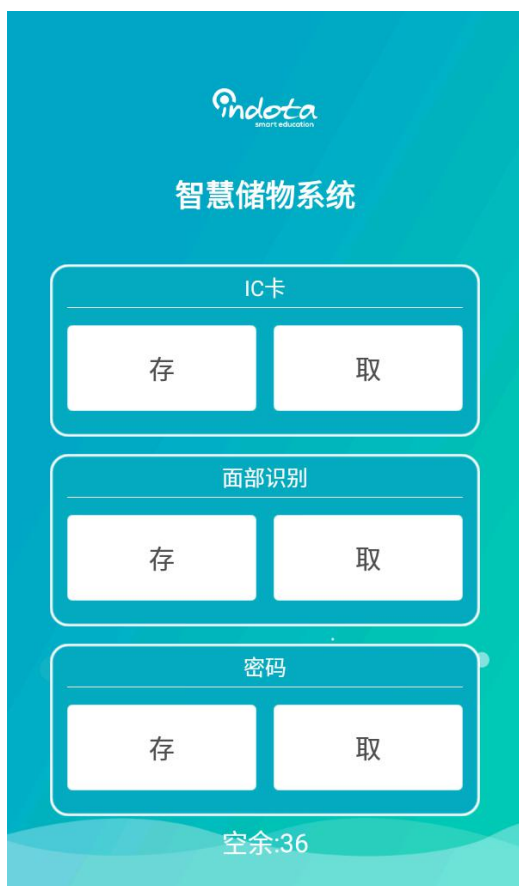 indota
smart education
智慧储物系统
IC卡
存 取
面部识别
存 取
密码
存 取
空余:36